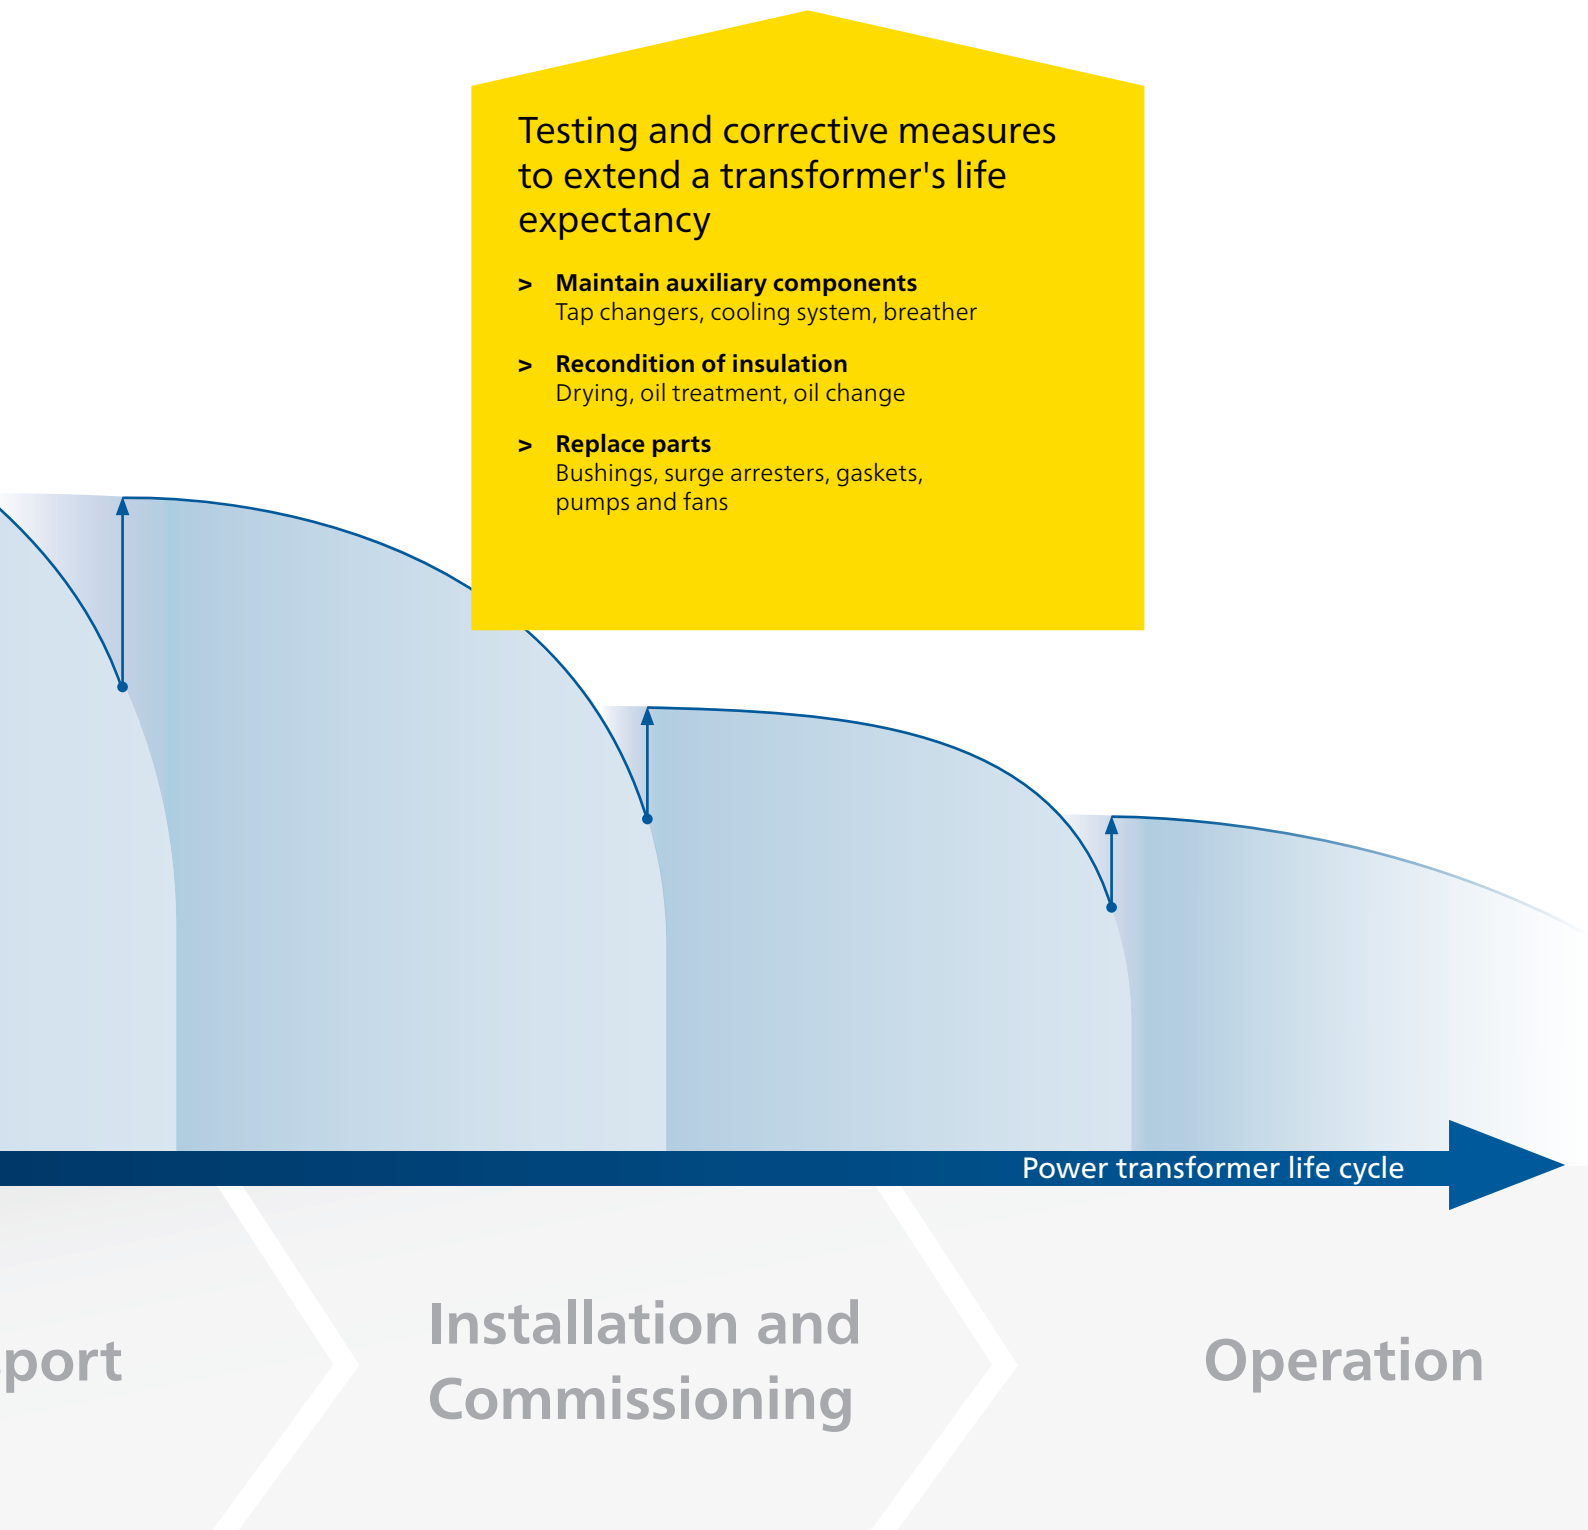 Testing and corrective measures
to extend a transformer's life
expectancy
> Maintain auxiliary components
Tap changers, cooling system, breather
> Recondition of insulation
Drying, oil treatment, oil change
> Replace parts
Bushings, surge arresters, gaskets,
pumps and fans
Power transformer life cycle
port
Installation and
Commissioning
Operation